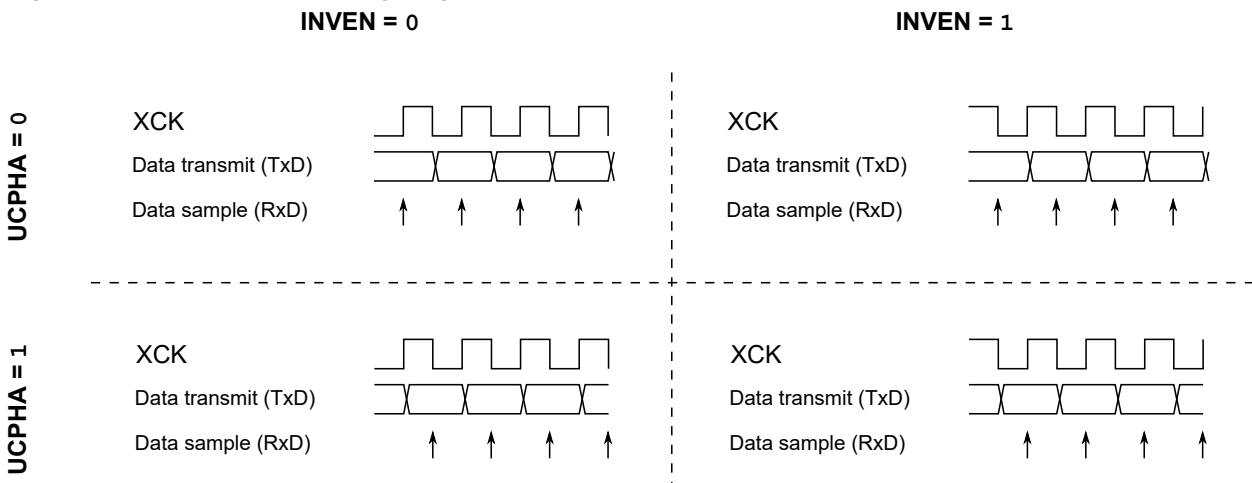 INVEN = 0
INVEN = 1
UCPHA = 0
XCK
Data transmit (TxD)
Data sample (RxD)
XCK
Data transmit (TxD)
Data sample (RxD)
UCPHA = 1
XCK
Data transmit (TxD)
Data sample (RxD)
XCK
Data transmit (TxD)
Data sample (RxD)